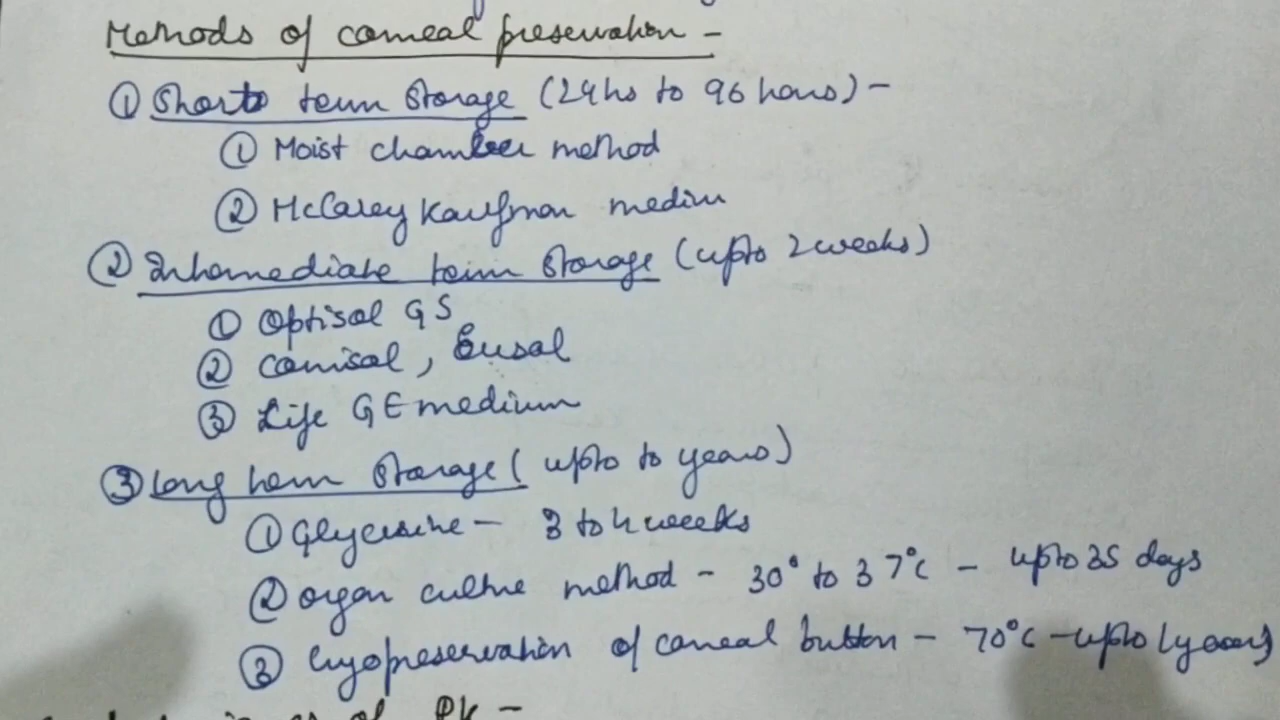 Methods of corneal preservation -
① Short term Storage (24hs to 96 hours) -
① Moist chamber method
② McCarey Kaufman medium
② Intermediate term Storage (upto 2 weeks)
① Optisol GS
② Cornisol, Eusol
③ Life GE medium
③ Long term Storage ( upto to years)
① Glycerine - 3 to 4 weeks
② organ culture method - 30° to 37°C - upto 35 days
③ Cryopreservation of corneal button - 70°C - upto 1 year)
of PK -